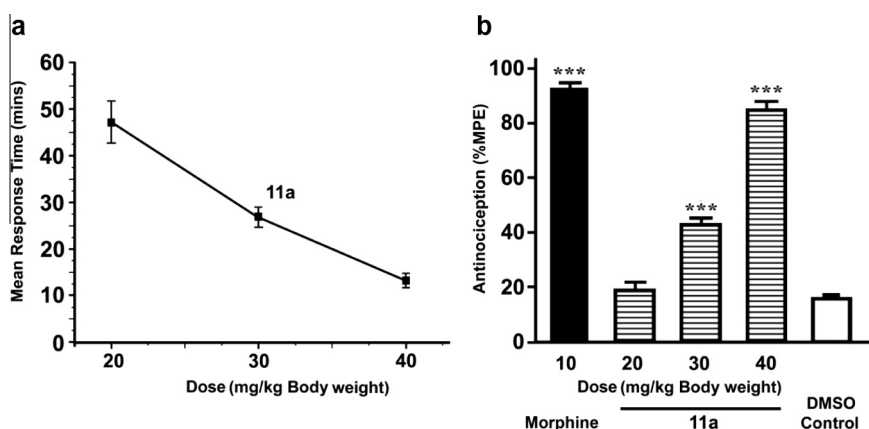 a
Mean Response Time (mins)
60
50
40
30
20
10
0
11a
20 30 40
Dose (mg/kg Body weight)
b
Antinociception (%MPE)
100
80
60
40
20
0
***
***
***
10 20 30 40
Dose (mg/kg Body weight)
Morphine 11a DMSO
Control